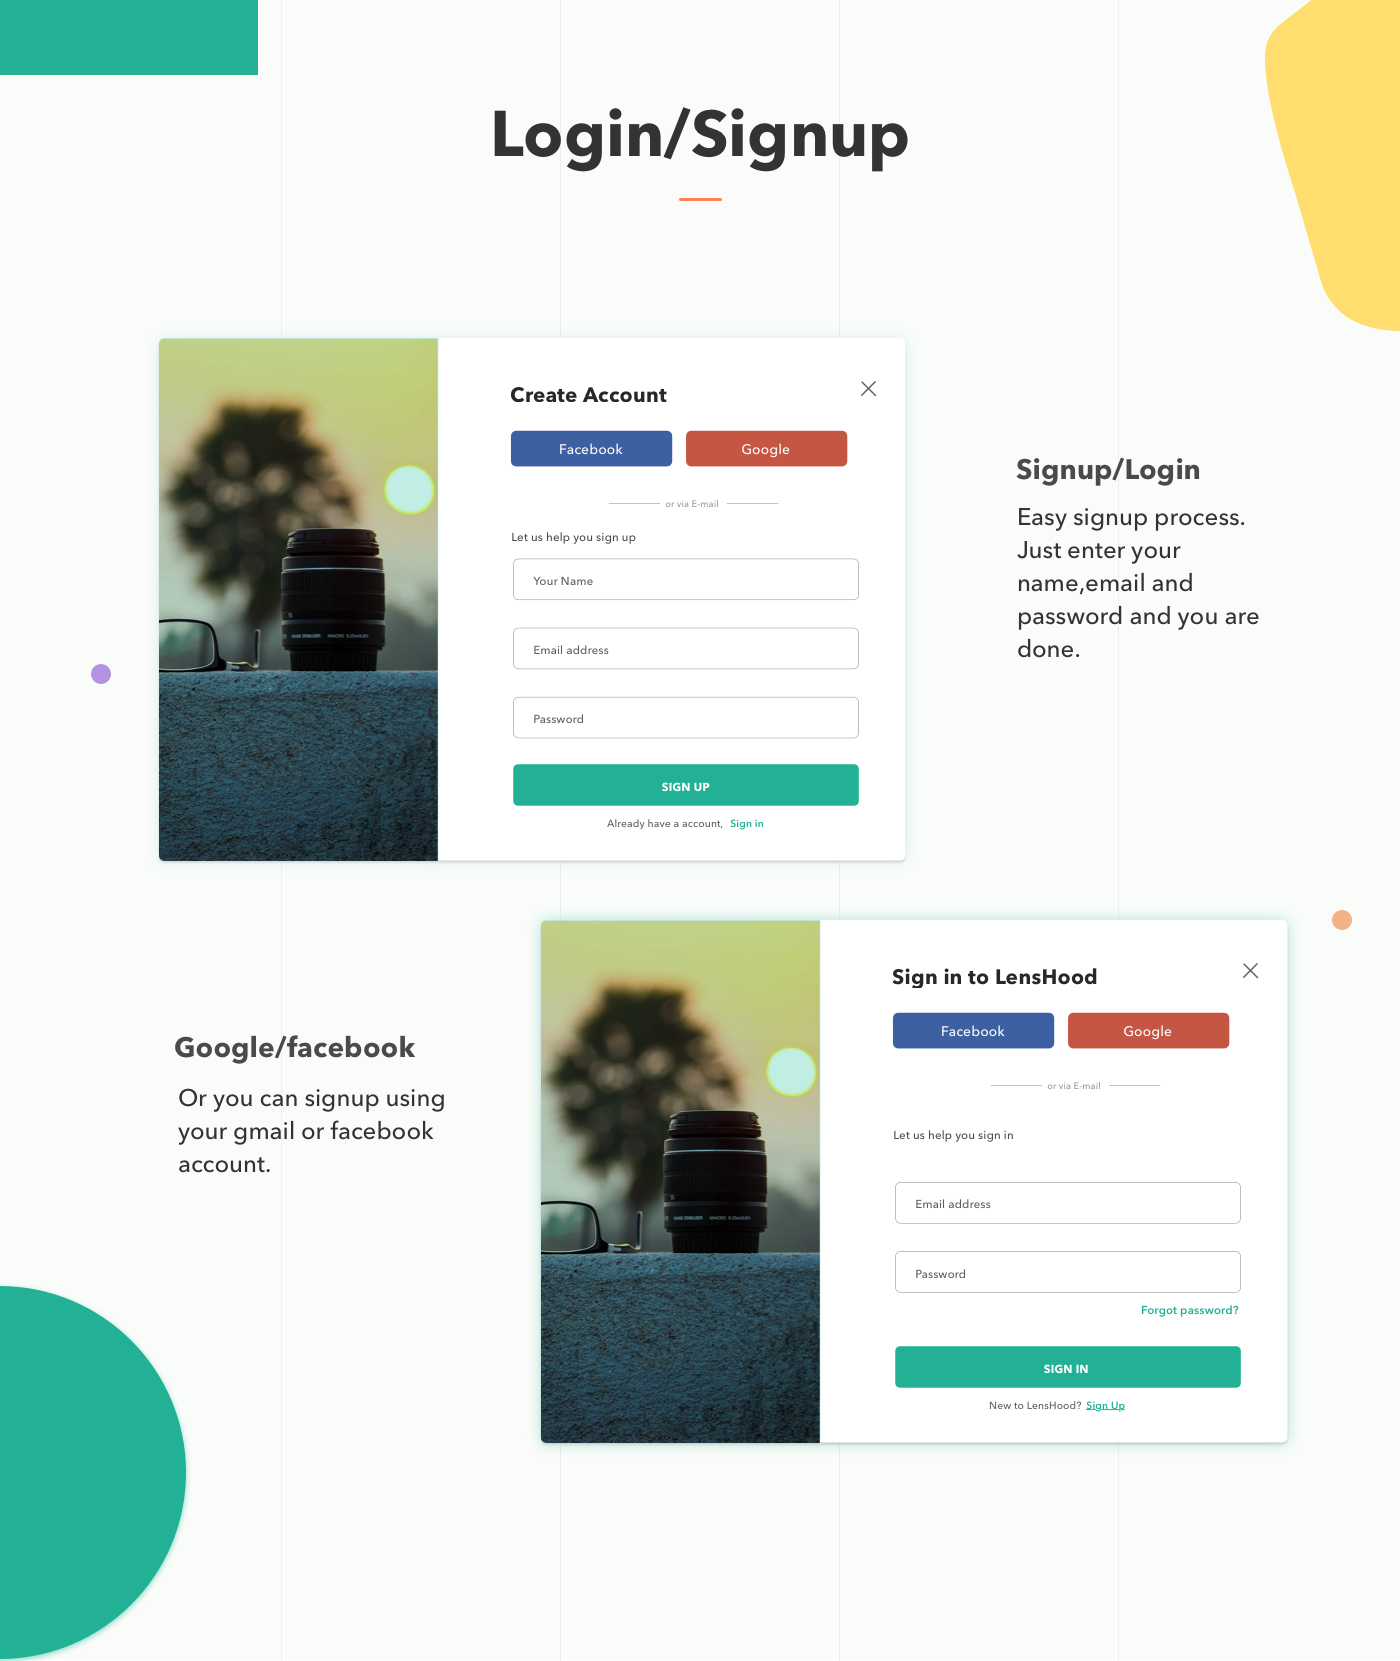 Login/Signup
Create Account
Facebook
Google
or via E-mail
Let us help you sign up
Your Name
Email address
Password
SIGN UP
Already have a account, Sign in
Signup/Login
Easy signup process.
Just enter your
name,email and
password and you are
done.
Google/facebook
Or you can signup using
your gmail or facebook
account.
Sign in to LensHood
Facebook
Google
or via E-mail
Let us help you sign in
Email address
Password
Forgot password?
SIGN IN
New to LensHood? Sign Up